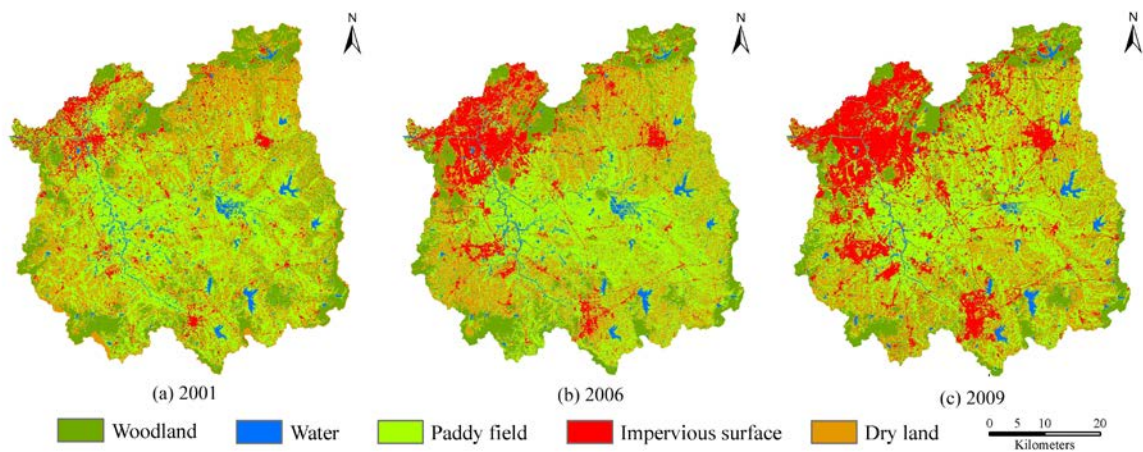 N
N
N
(a) 2001
(b) 2006
(c) 2009
Woodland
Water
Paddy field
Impervious surface
Dry land
0 5 10 20
Kilometers